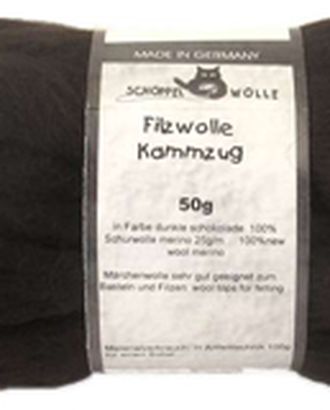 MADE IN GERMANY
SCHOPPEL WOLLE
Filzwolle
Kammzug
50g
in Farbe dunkle schokolade 100%
Schurwolle merino 25g/m 100%new
wool merino
Märchenwolle sehr gut geeignet zum
Basteln und Filzen wool tops for felting